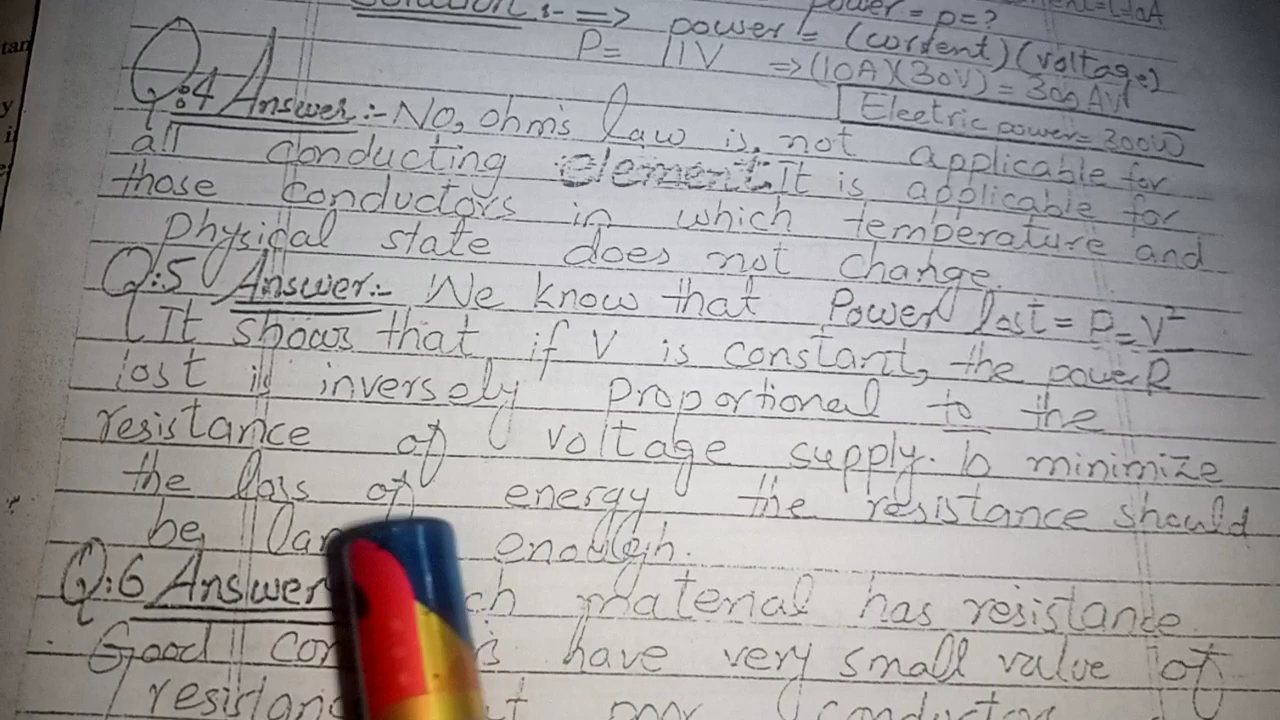 power = p = ?
Solution :- => power = (current) (voltage)
P = IV => (10A)(30V) = 300 AV
Electric power = 300W
Q:4 Answer :- No, ohm's law is not applicable for
all conducting element. It is applicable for
those conductors in which temperature and
physical state does not change.
Q:5 Answer :- We know that Power lost = P = V²
It shows that if V is constant, the power R
lost is inversely proportional to the
resistance of voltage supply. To minimize
the loss of energy the resistance should
be enough.
Q:6 Answer material has resistance.
Good have very small value of
poor conductor